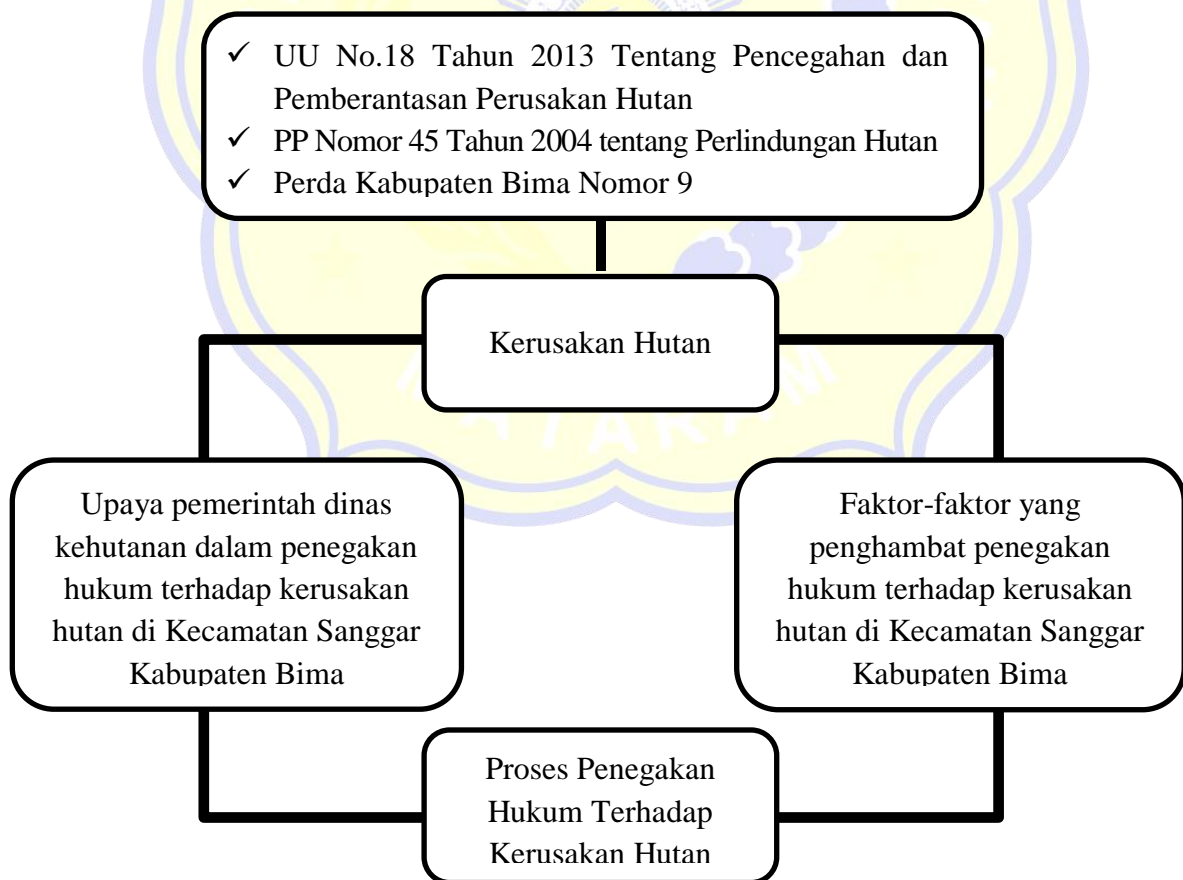 ✓ UU No.18 Tahun 2013 Tentang Pencegahan dan
Pemberantasan Perusakan Hutan
✓ PP Nomor 45 Tahun 2004 tentang Perlindungan Hutan
✓ Perda Kabupaten Bima Nomor 9
Kerusakan Hutan
MATARAM
Upaya pemerintah dinas
kehutanan dalam penegakan
hukum terhadap kerusakan
hutan di Kecamatan Sanggar
Kabupaten Bima
Faktor-faktor yang
penghambat penegakan
hukum terhadap kerusakan
hutan di Kecamatan Sanggar
Kabupaten Bima
Proses Penegakan
Hukum Terhadap
Kerusakan Hutan